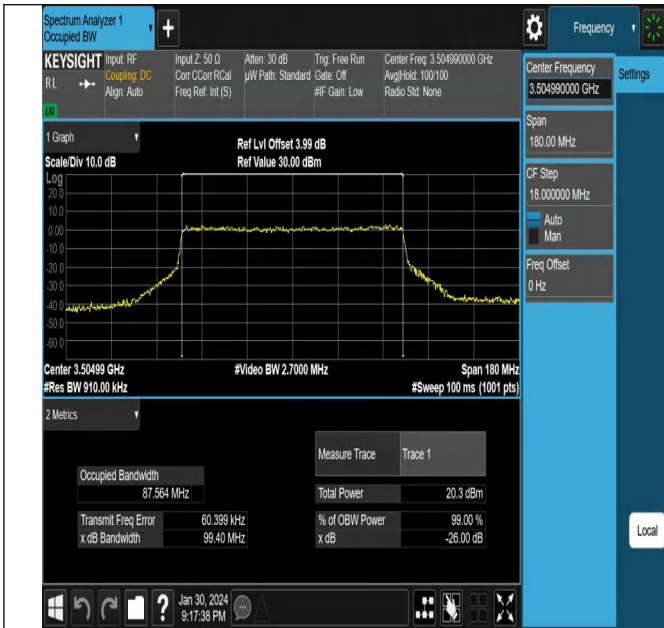 Spectrum Analyzer 1
Occupied BW
+
Frequency
KEYSIGHT Input: RF Input Z: 50 Ω Atten: 30 dB Trig: Free Run Center Freq: 3.504990000 GHz
RL Coupling: DC Corr CCorr RCal µW Path: Standard Gate: Off Avg|Hold: 100/100
Align: Auto Freq Ref: Int (S) #IF Gain: Low Radio Std: None
LXI
Center Frequency
3.504990000 GHz
Settings
Span
180.00 MHz
CF Step
18.000000 MHz
Auto
Man
Freq Offset
0 Hz
Local
1 Graph
Ref Lvl Offset 3.99 dB
Scale/Div 10.0 dB Ref Value 30.00 dBm
Log
20.0
10.0
0.00
-10.0
-20.0
-30.0
-40.0
-50.0
-60.0
Center 3.50499 GHz #Video BW 2.7000 MHz Span 180 MHz
#Res BW 910.00 kHz #Sweep 100 ms (1001 pts)
2 Metrics
Measure Trace Trace 1
Occupied Bandwidth
87.564 MHz
Total Power 20.3 dBm
Transmit Freq Error 60.399 kHz % of OBW Power 99.00 %
x dB Bandwidth 99.40 MHz x dB -26.00 dB
?
Jan 30, 2024
9:17:38 PM